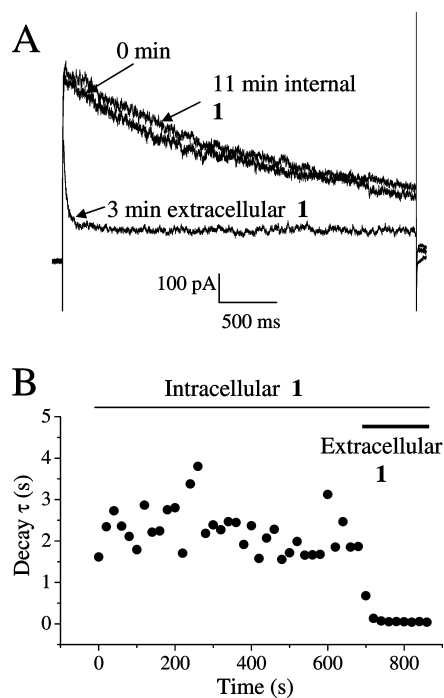 A
0 min
11 min internal
1
3 min extracellular 1
100 pA
500 ms
B
Intracellular 1
Extracellular
1
5
4
3
2
1
0
Decay τ (s)
0 200 400 600 800
Time (s)